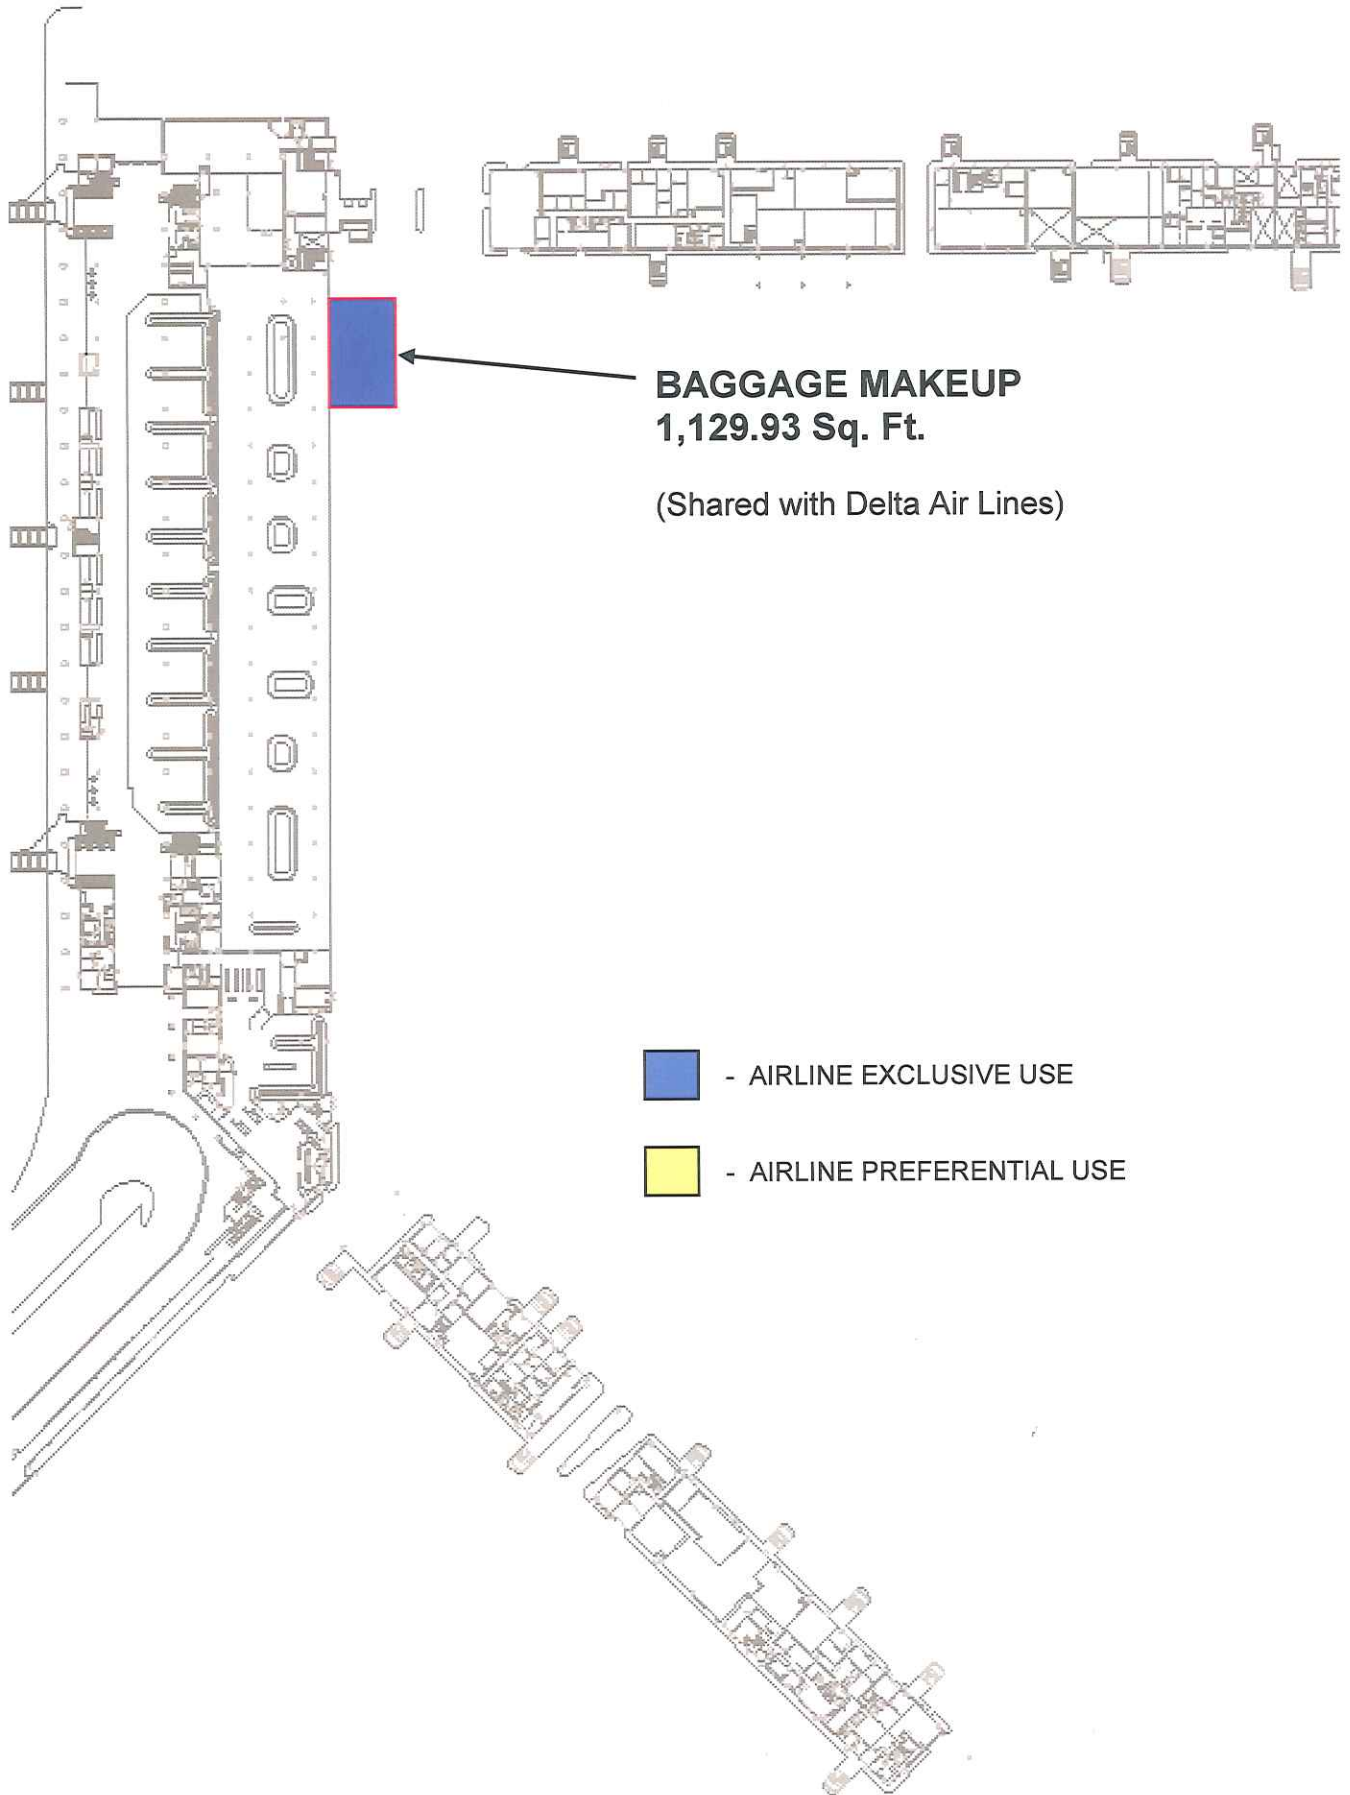 BAGGAGE MAKEUP
1,129.93 Sq. Ft.
(Shared with Delta Air Lines)
- AIRLINE EXCLUSIVE USE
- AIRLINE PREFERENTIAL USE